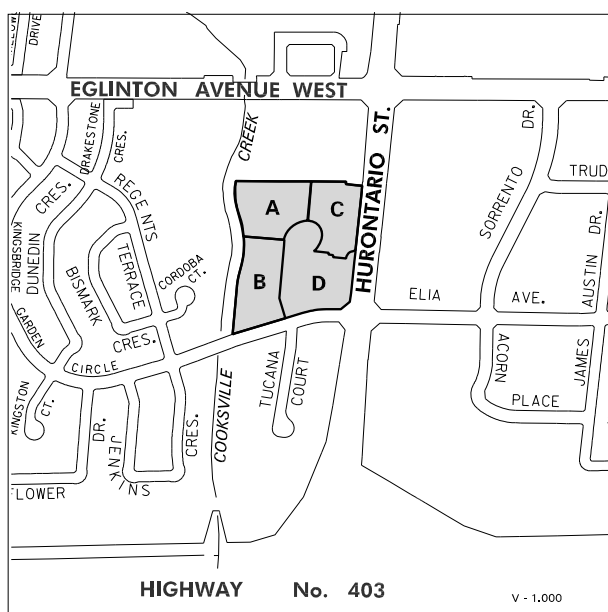 DRIVE
DRIVE
EGLINTON AVENUE WEST
DRAKESTONE
CRES.
CREEK
HURONTARIO ST.
DR.
SORRENTO
TRUD
CRES.
REGENTS
KINGSBRIDGE
DUNEDIN
BISMARK
TERRACE
CORDOBA
CT.
A
C
B
D
ELIA AVE.
AUSTIN DR.
GARDEN
CIRCLE
CRES.
KINGSTON
CT.
COOKSVILLE
TUCANA
COURT
ACORN
PLACE
JAMES
DR.
JENKINS
CRES.
FLOWER
HIGHWAY No. 403
V - 1.000